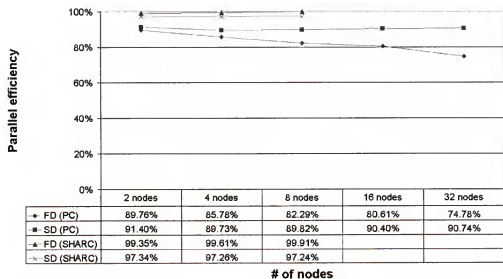 100%
80%
60%
40%
20%
0%
Parallel efficiency
2 nodes 4 nodes 8 nodes 16 nodes 32 nodes
FD (PC) 89.76% 85.78% 82.29% 80.61% 74.78%
SD (PC) 91.40% 89.73% 89.82% 90.40% 90.74%
FD (SHARC) 99.35% 99.61% 99.91%
SD (SHARC) 97.34% 97.26% 97.24%
# of nodes